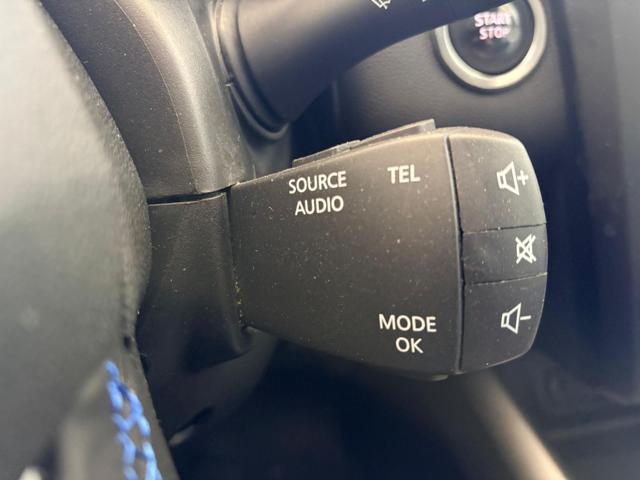 START
STOP
SOURCE
AUDIO
TEL
+
-
MODE
OK